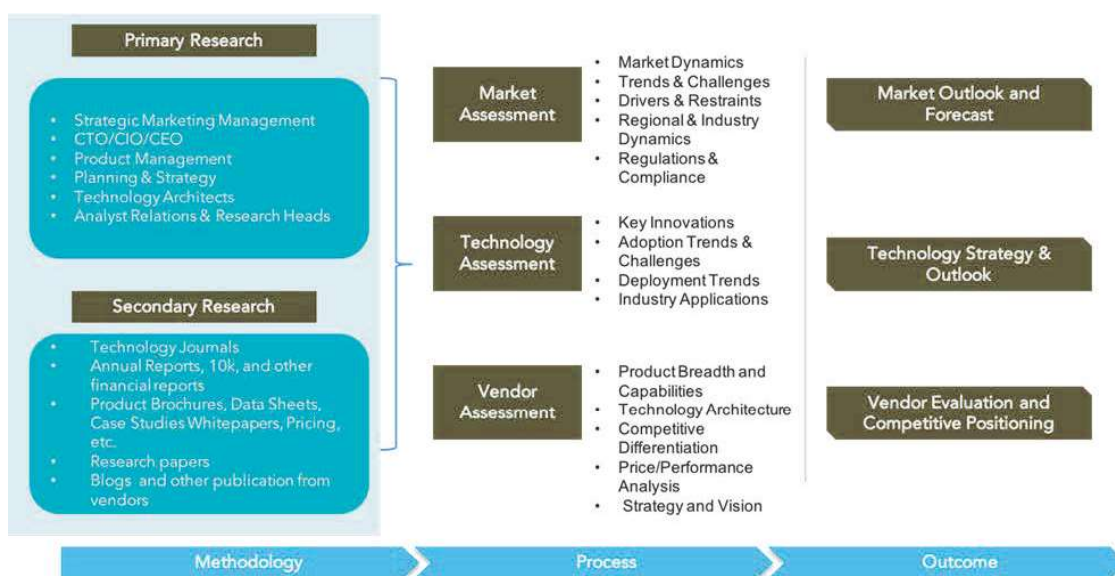 Primary Research
• Strategic Marketing Management
• CTO/CIO/CEO
• Product Management
• Planning & Strategy
• Technology Architects
• Analyst Relations & Research Heads
Secondary Research
• Technology Journals
• Annual Reports, 10k, and other
financial reports
• Product Brochures, Data Sheets,
Case Studies Whitepapers, Pricing,
etc.
• Research papers
• Blogs and other publication from
vendors
Market
Assessment
• Market Dynamics
• Trends & Challenges
• Drivers & Restraints
• Regional & Industry
Dynamics
• Regulations &
Compliance
Technology
Assessment
• Key Innovations
• Adoption Trends &
Challenges
• Deployment Trends
• Industry Applications
Vendor
Assessment
• Product Breadth and
Capabilities
• Technology Architecture
• Competitive
Differentiation
• Price/Performance
Analysis
• Strategy and Vision
Market Outlook and
Forecast
Technology Strategy &
Outlook
Vendor Evaluation and
Competitive Positioning
Methodology
Process
Outcome